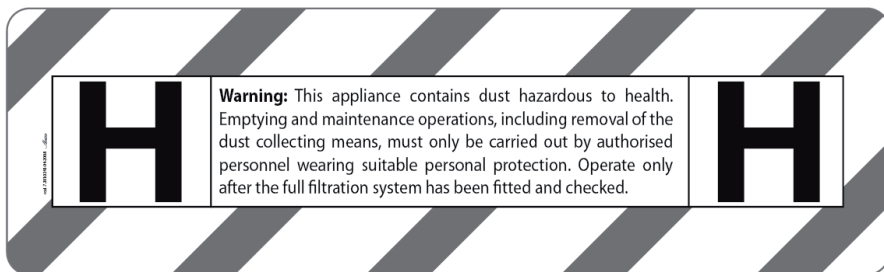 H
Warning: This appliance contains dust hazardous to health.
Emptying and maintenance operations, including removal of the
dust collecting means, must only be carried out by authorised
personnel wearing suitable personal protection. Operate only
after the full filtration system has been fitted and checked.
H